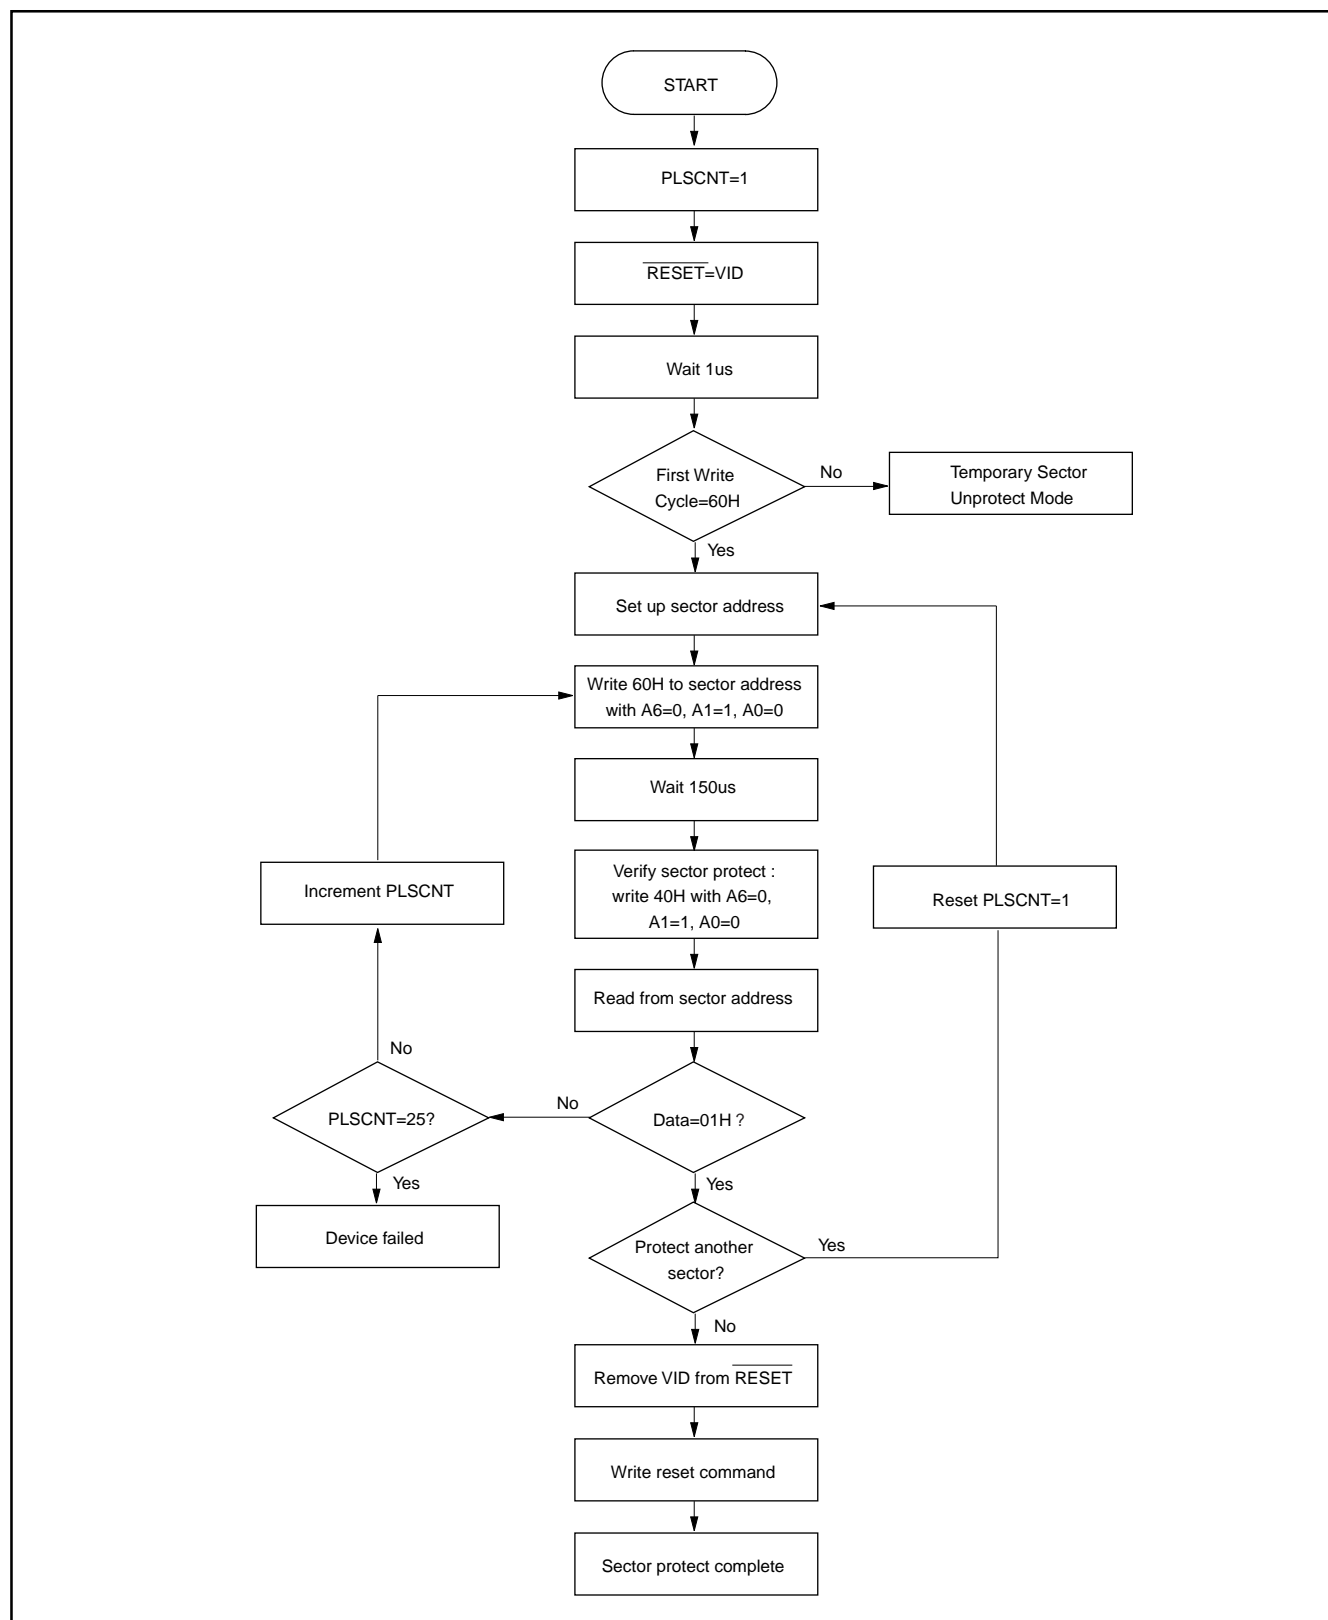 START
PLSCNT=1
RESET=VID
Wait 1us
First Write
Cycle=60H
No
Temporary Sector
Unprotect Mode
Yes
Set up sector address
Write 60H to sector address
with A6=0, A1=1, A0=0
Wait 150us
Verify sector protect :
write 40H with A6=0,
A1=1, A0=0
Increment PLSCNT
Reset PLSCNT=1
Read from sector address
No
PLSCNT=25?
No
Data=01H ?
Yes
Yes
Device failed
Protect another
sector?
Yes
No
Remove VID from RESET
Write reset command
Sector protect complete